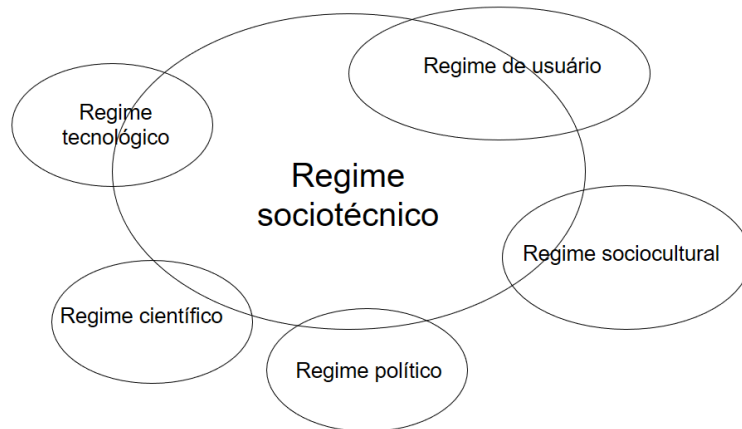 Regime de usuário
Regime
tecnológico
Regime
sociotécnico
Regime sociocultural
Regime científico
Regime político